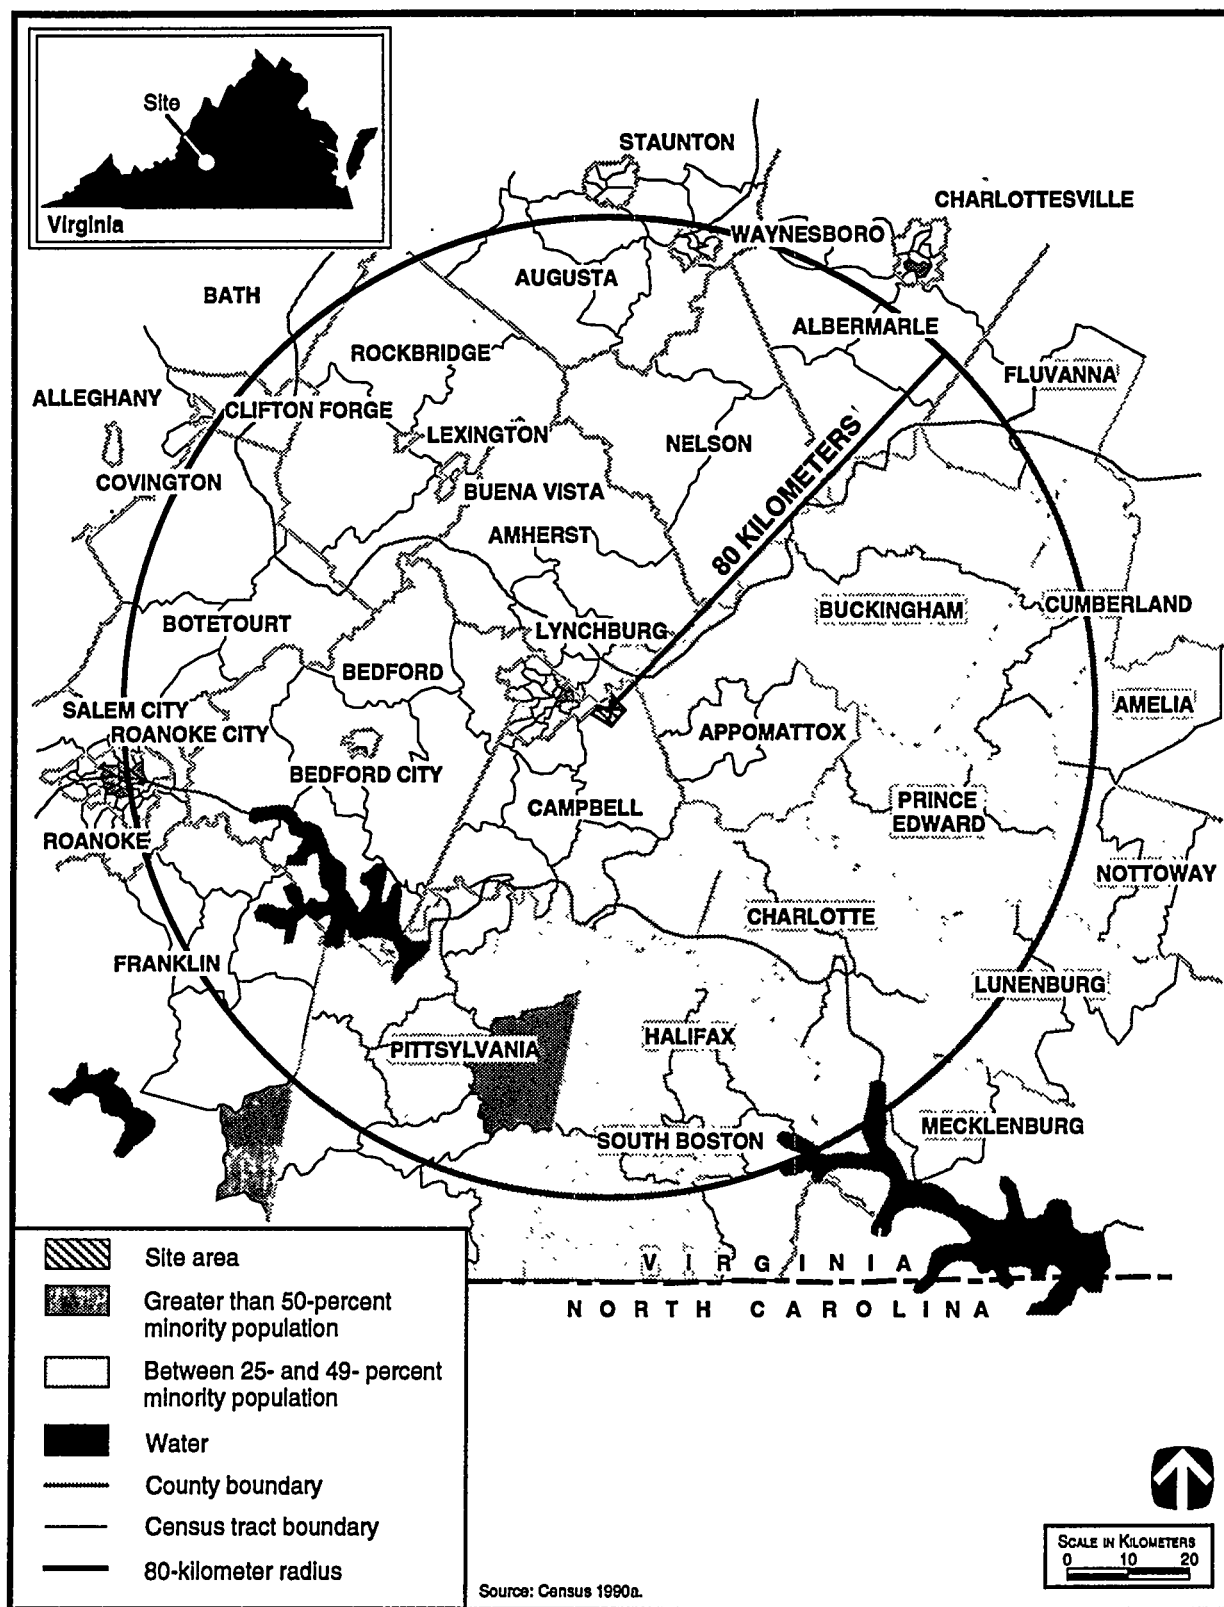 Site
Virginia
STAUNTON
CHARLOTTESVILLE
WAYNESBORO
AUGUSTA
BATH
ALBERMARLE
ROCKBRIDGE
FLUVANNA
ALLEGHANY
CLIFTON FORGE
LEXINGTON
NELSON
COVINGTON
BUENA VISTA
80 KILOMETERS
AMHERST
BUCKINGHAM
CUMBERLAND
BOTETOURT
LYNCHBURG
BEDFORD
AMELIA
SALEM CITY
ROANOKE CITY
APPOMATTOX
BEDFORD CITY
CAMPBELL
PRINCE
EDWARD
ROANOKE
NOTTOWAY
CHARLOTTE
FRANKLIN
LUNENBURG
HALIFAX
PITTSYLVANIA
MECKLENBURG
SOUTH BOSTON
VIRGINIA
NORTH CAROLINA
Site area
Greater than 50-percent
minority population
Between 25- and 49- percent
minority population
Water
County boundary
Census tract boundary
80-kilometer radius
Source: Census 1990a.
SCALE IN KILOMETERS
0 10 20